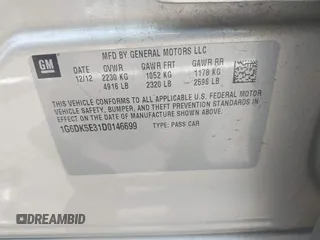 GM
MFD BY GENERAL MOTORS LLC
DATE GVWR GAWR FRT GAWR RR
12/12 2230 KG 1052 KG 1178 KG
4916 LB 2320 LB 2596 LB
THIS VEHICLE CONFORMS TO ALL APPLICABLE U.S. FEDERAL MOTOR
VEHICLE SAFETY, BUMPER, AND THEFT PREVENTION STANDARDS
IN EFFECT ON THE DATE OF MANUFACTURE SHOWN ABOVE.
1G6DK5E31D0146699
TYPE: PASS CAR
DREAMBID